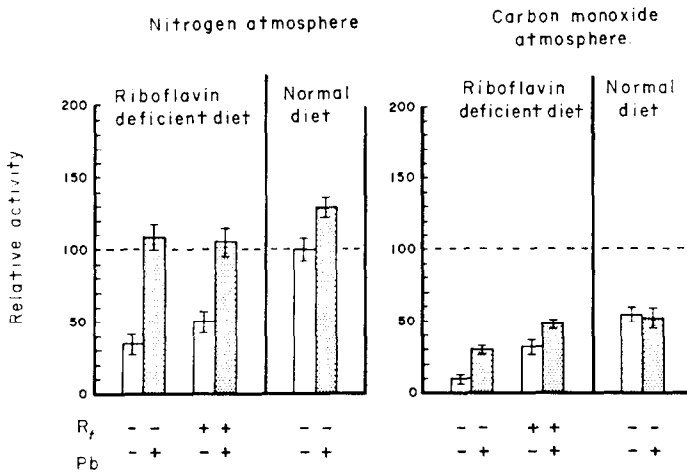 Nitrogen atmosphere
Carbon monoxide
atmosphere.
Riboflavin
deficient diet
Normal
diet
Riboflavin
deficient diet
Normal
diet
Relative activity
200
150
100
50
0
200
150
100
50
0
Rf - - + + - - - - + + - -
Pb - + - + - + - + - + - +